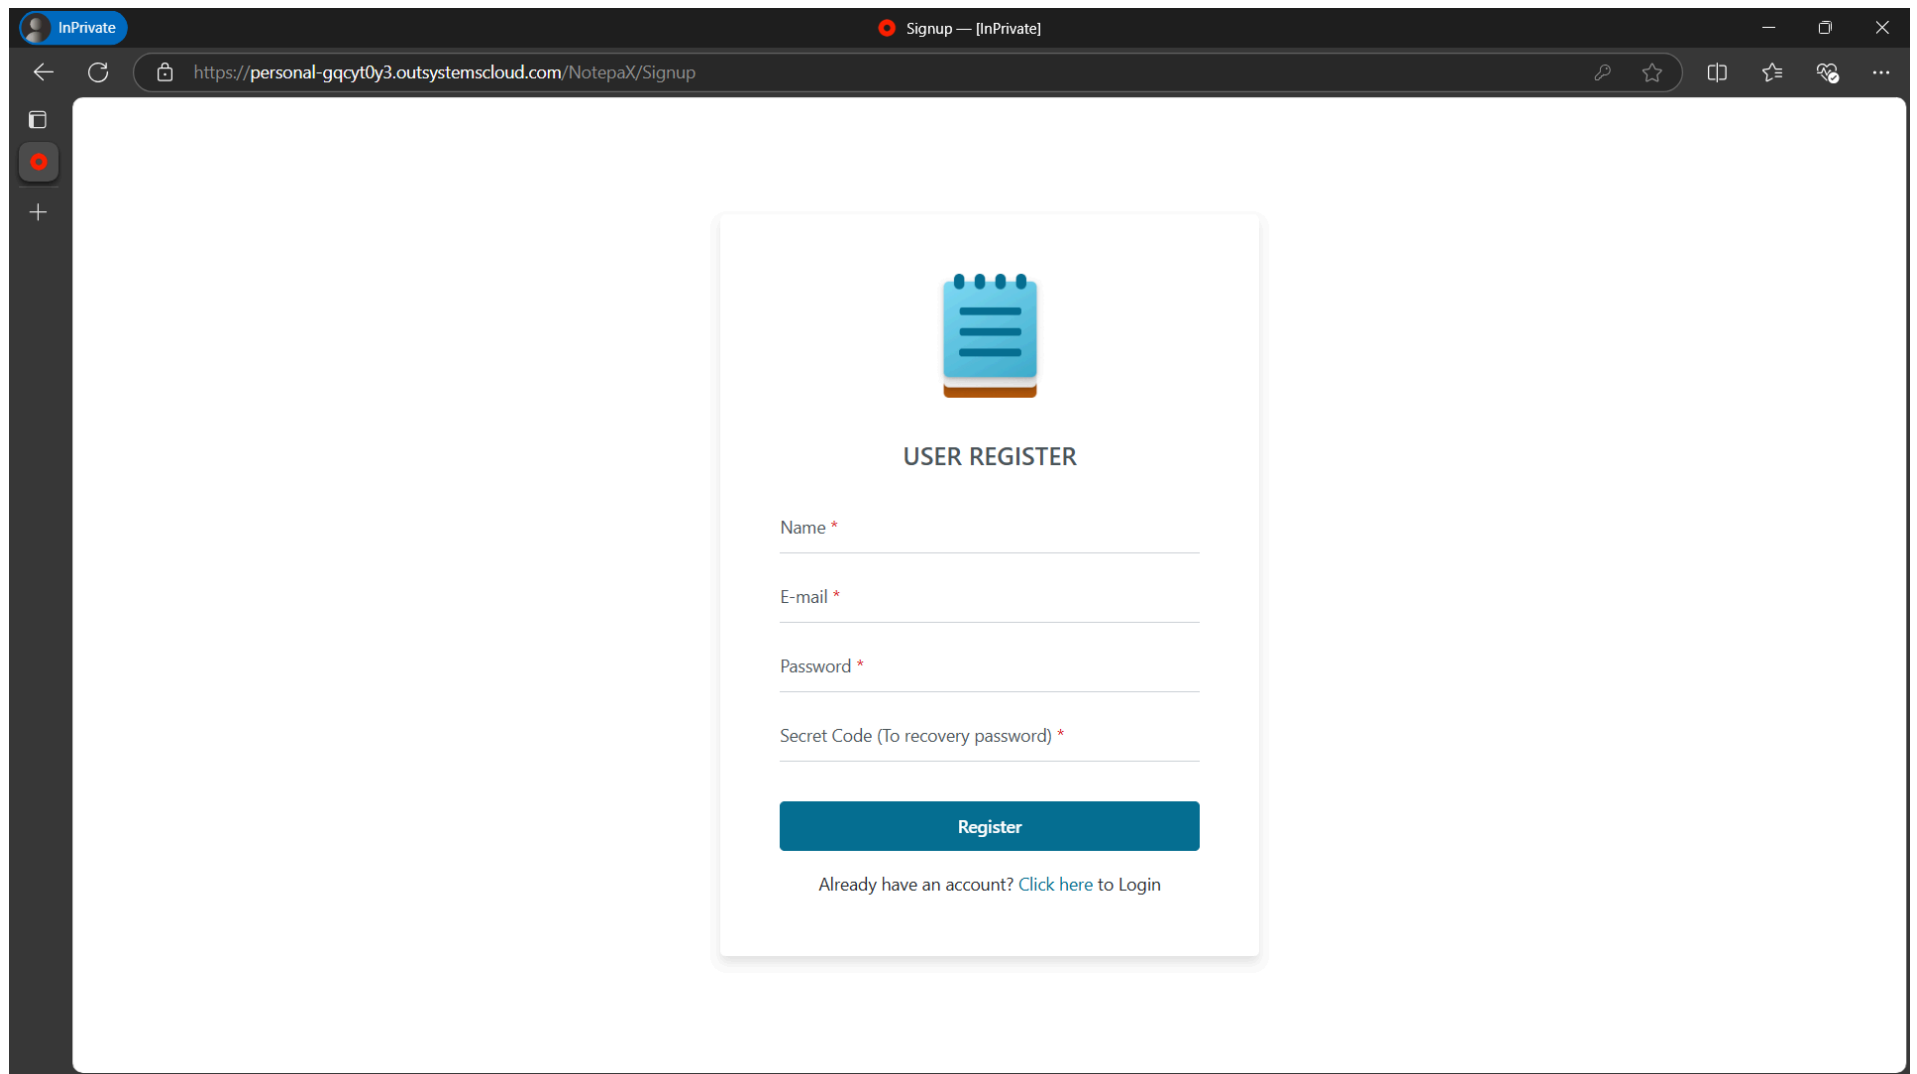 InPrivate
Signup — [InPrivate]
https://personal-gqcyt0y3.outsystemscloud.com/NotepaX/Signup
USER REGISTER
Name *
E-mail *
Password *
Secret Code (To recovery password) *
Register
Already have an account? Click here to Login